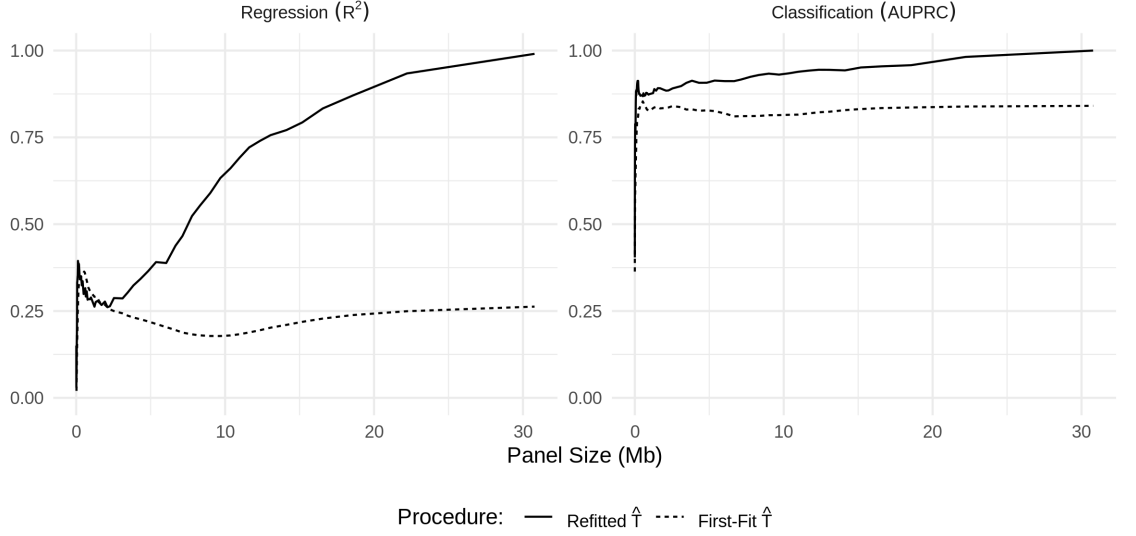 Regression (R²) Classification (AUPRC)
1.00 1.00
0.75 0.75
0.50 0.50
0.25 0.25
0.00 0.00
0 10 20 30 0 10 20 30
Panel Size (Mb)
Procedure: Refitted T̂ First-Fit T̂